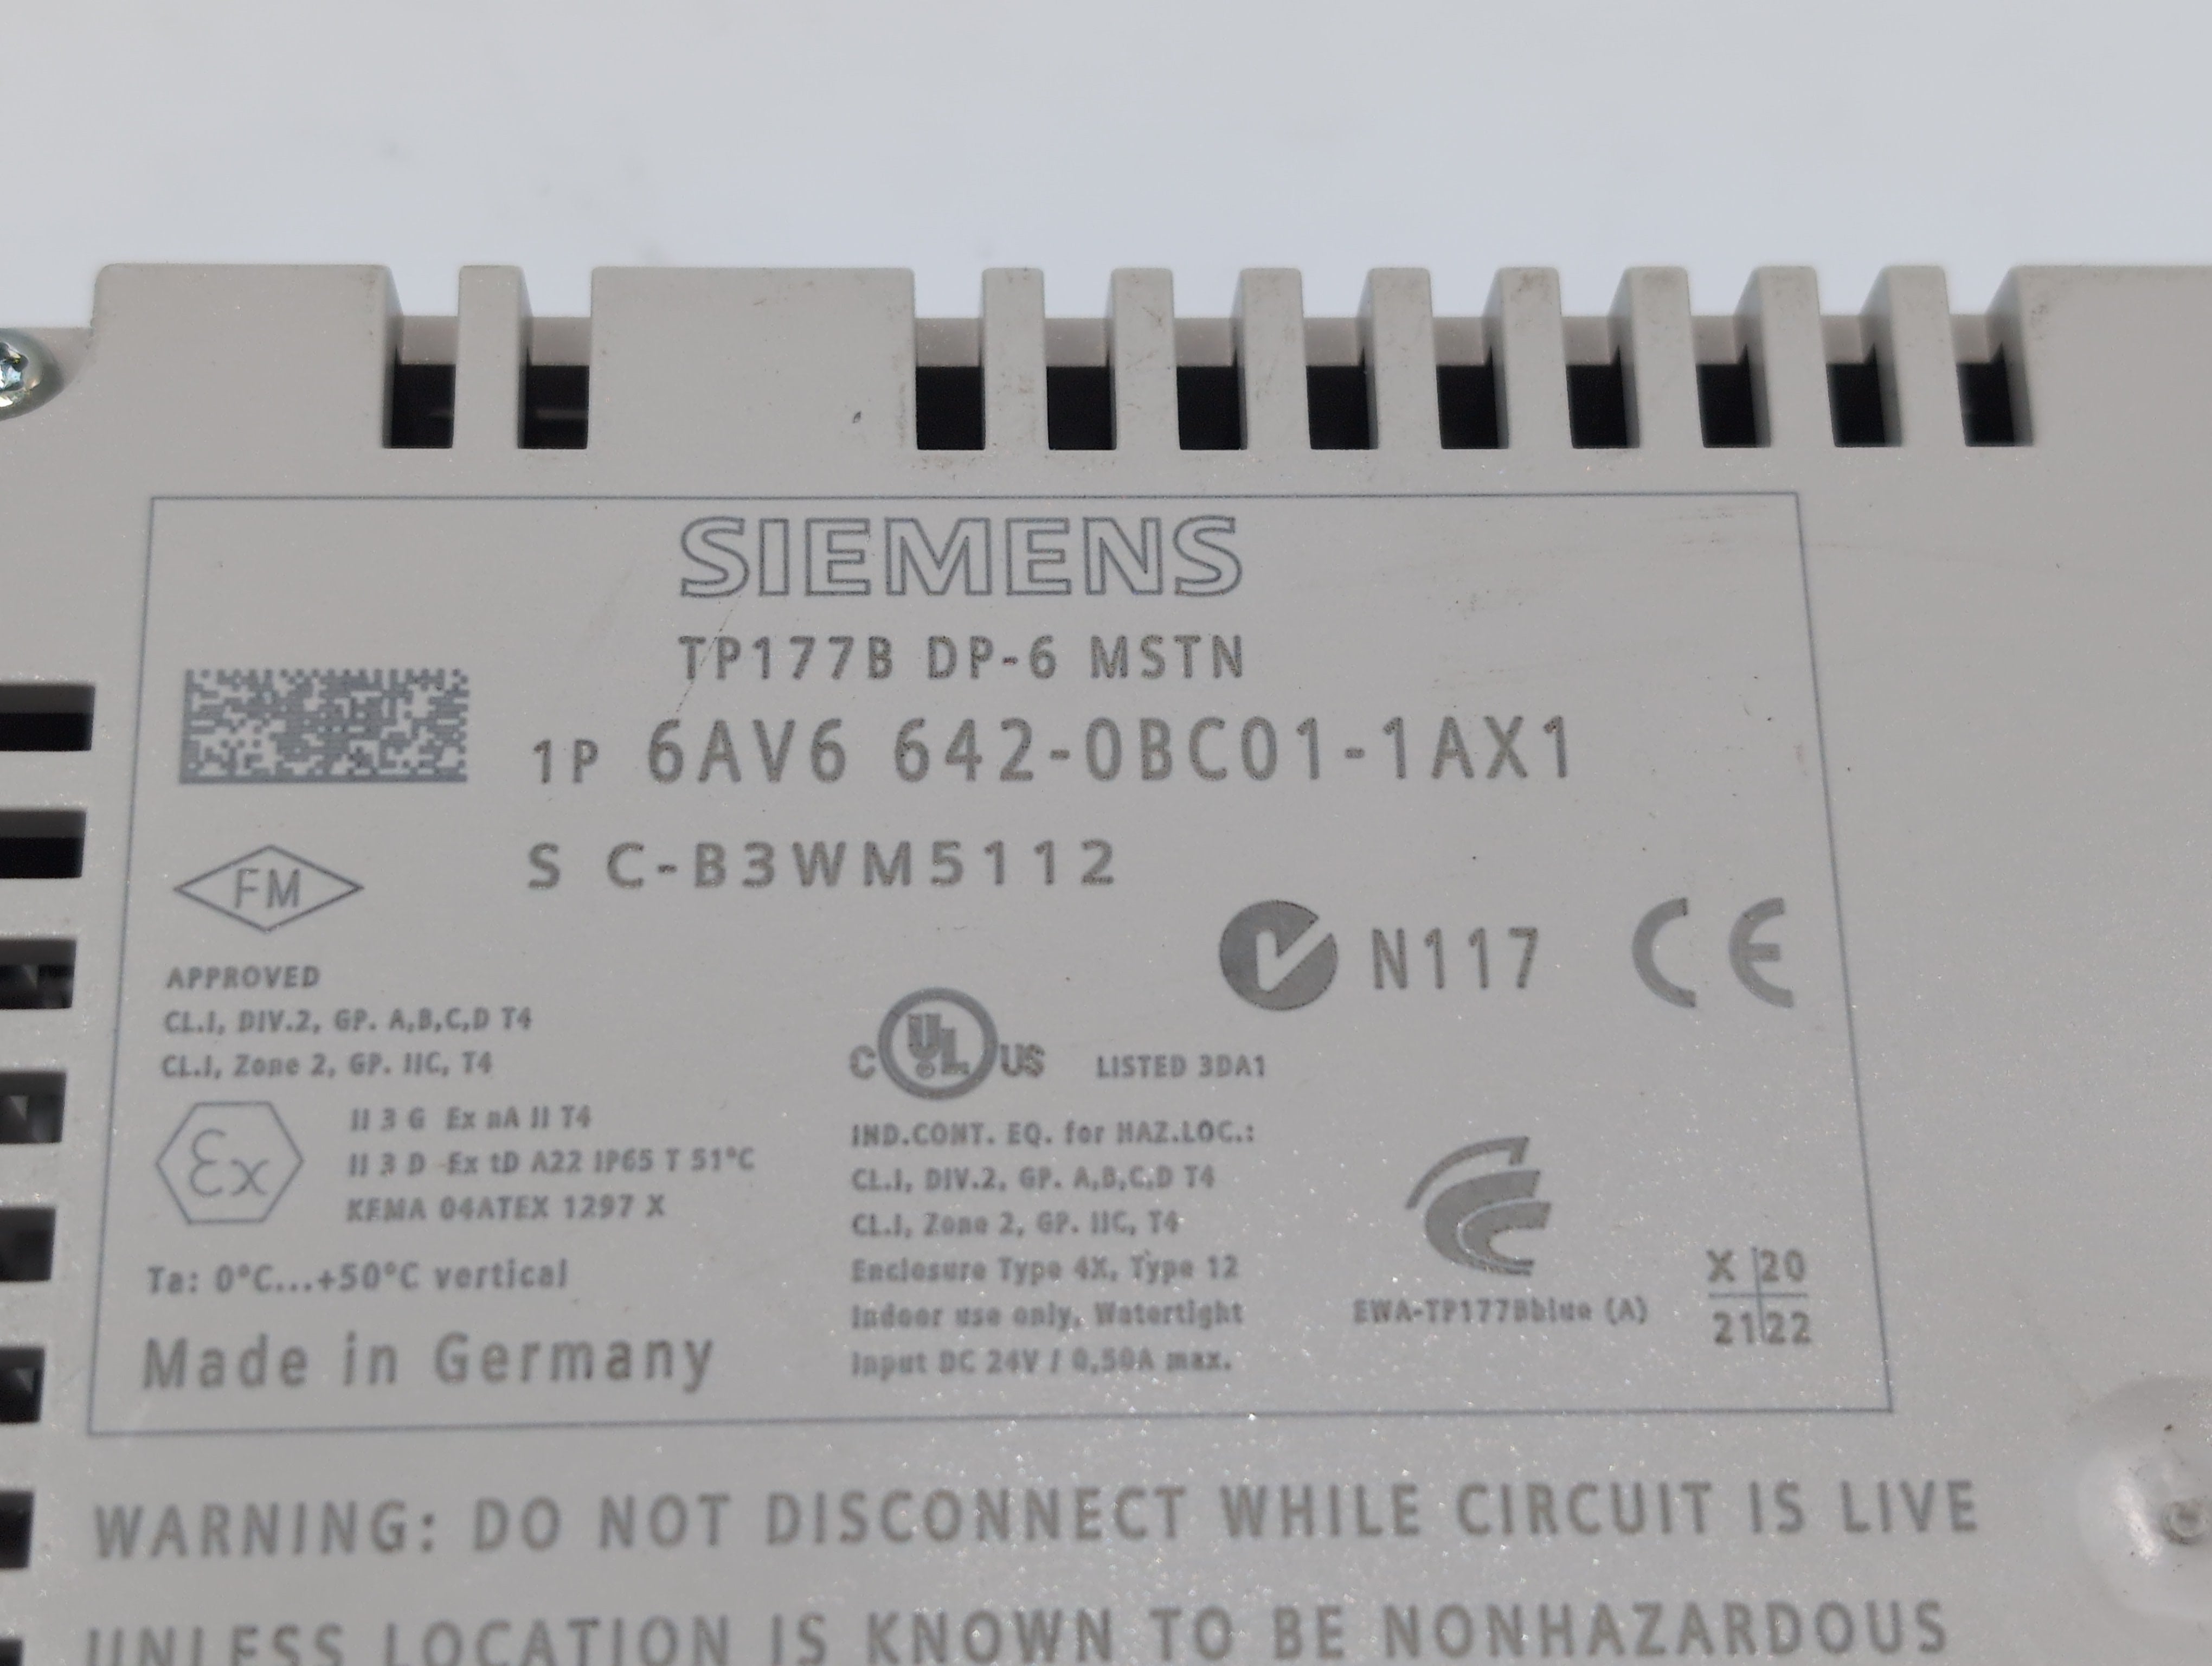 SIEMENS
TP177B DP-6 MSTN
1P 6AV6 642-0BC01-1AX1
S C-B3WM5112
FM
N117 CE
APPROVED
CL.I, DIV.2, GP. A,B,C,D T4
CL.I, Zone 2, GP. IIC, T4
C UL US LISTED 3DA1
Ex
II 3 G Ex nA II T4
II 3 D Ex tD A22 IP65 T 51°C
KEMA 04ATEX 1297 X
Ta: 0°C...+50°C vertical
Made in Germany
IND.CONT. EQ. for HAZ.LOC.:
CL.I, DIV.2, GP. A,B,C,D T4
CL.I, Zone 2, GP. IIC, T4
Enclosure Type 4X, Type 12
Indoor use only, Watertight
Input DC 24V / 0,50A max.
EWA-TP177Bblue (A)
X 20
21 22
WARNING: DO NOT DISCONNECT WHILE CIRCUIT IS LIVE
UNLESS LOCATION IS KNOWN TO BE NONHAZARDOUS